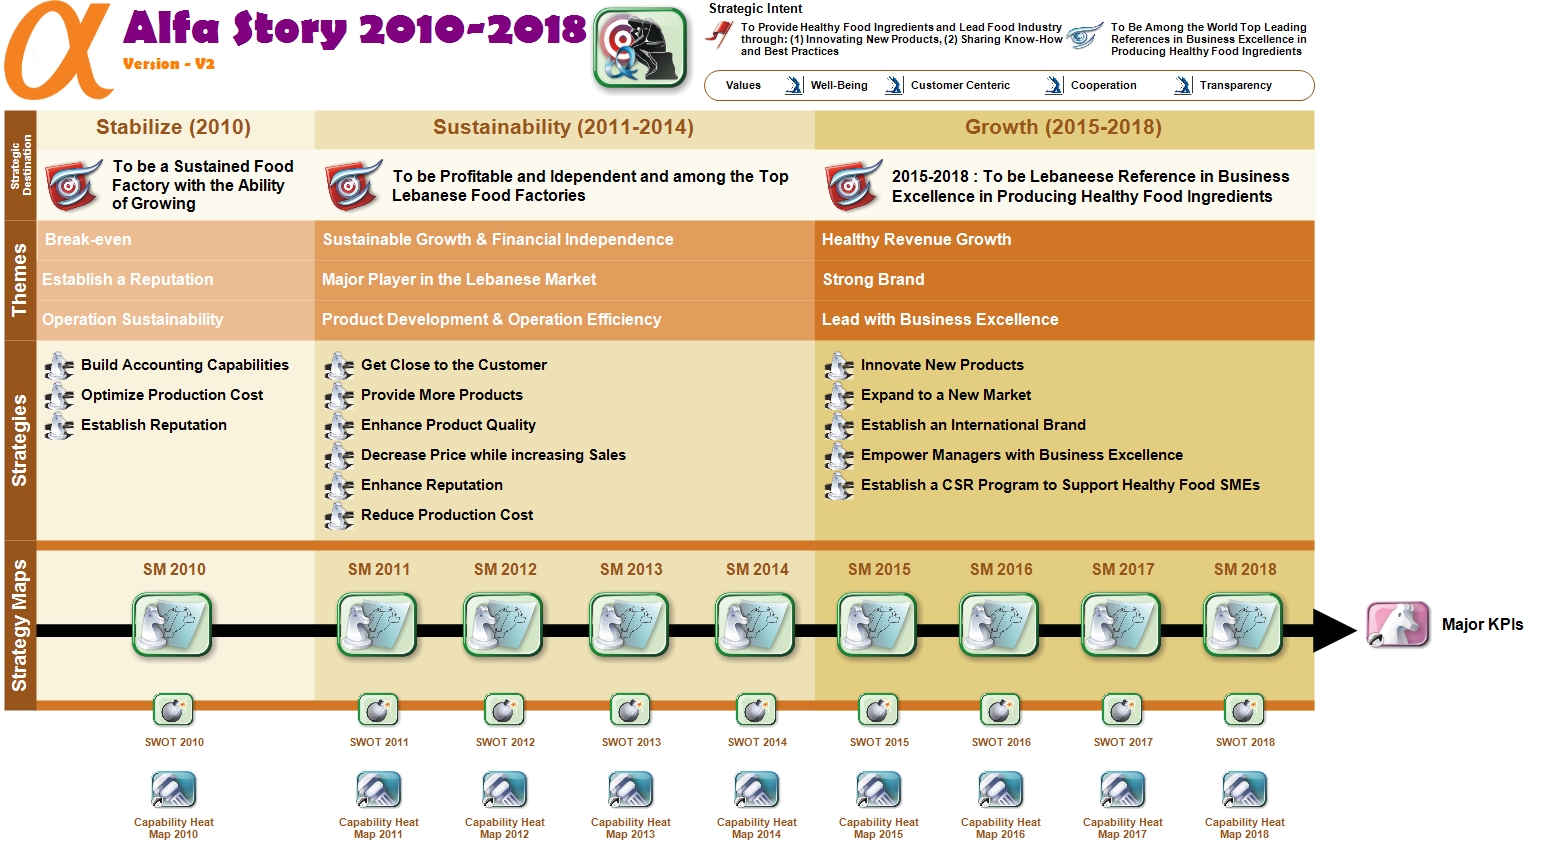 α Alfa Story 2010-2018
Version - V2
Strategic Intent
To Provide Healthy Food Ingredients and Lead Food Industry
through: (1) Innovating New Products, (2) Sharing Know-How
and Best Practices
To Be Among the World Top Leading
References in Business Excellence in
Producing Healthy Food Ingredients
Values Well-Being Customer Centeric Cooperation Transparency
Strategic
Destination
Stabilize (2010)
Sustainability (2011-2014)
Growth (2015-2018)
To be a Sustained Food
Factory with the Ability
of Growing
To be Profitable and Idependent and among the Top
Lebanese Food Factories
2015-2018 : To be Lebaneese Reference in Business
Excellence in Producing Healthy Food Ingredients
Themes
Break-even
Sustainable Growth & Financial Independence
Healthy Revenue Growth
Establish a Reputation
Major Player in the Lebanese Market
Strong Brand
Operation Sustainability
Product Development & Operation Efficiency
Lead with Business Excellence
Strategies
Build Accounting Capabilities
Optimize Production Cost
Establish Reputation
Get Close to the Customer
Provide More Products
Enhance Product Quality
Decrease Price while increasing Sales
Enhance Reputation
Reduce Production Cost
Innovate New Products
Expand to a New Market
Establish an International Brand
Empower Managers with Business Excellence
Establish a CSR Program to Support Healthy Food SMEs
Strategy Maps
SM 2010 SM 2011 SM 2012 SM 2013 SM 2014 SM 2015 SM 2016 SM 2017 SM 2018
Major KPIs
SWOT 2010 SWOT 2011 SWOT 2012 SWOT 2013 SWOT 2014 SWOT 2015 SWOT 2016 SWOT 2017 SWOT 2018
Capability Heat
Map 2010
Capability Heat
Map 2011
Capability Heat
Map 2012
Capability Heat
Map 2013
Capability Heat
Map 2014
Capability Heat
Map 2015
Capability Heat
Map 2016
Capability Heat
Map 2017
Capability Heat
Map 2018